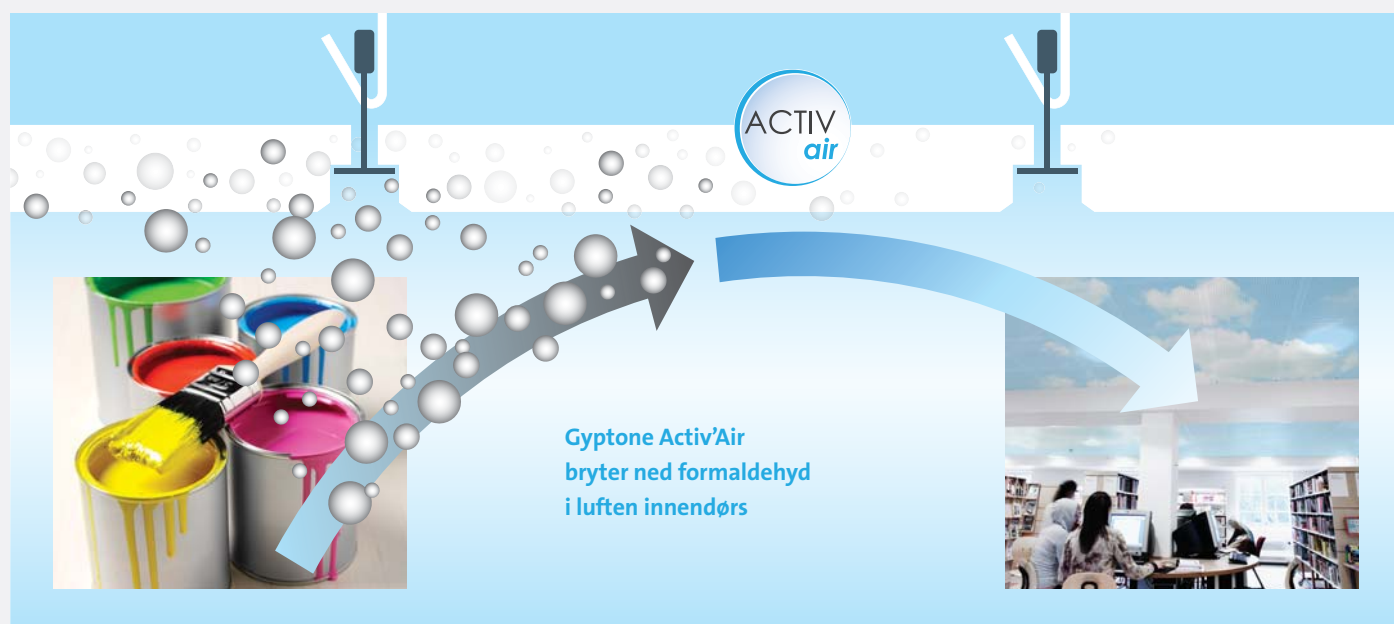 ACTIV
air
Gyptone Activ’Air
bryter ned formaldehyd
i luften innendørs